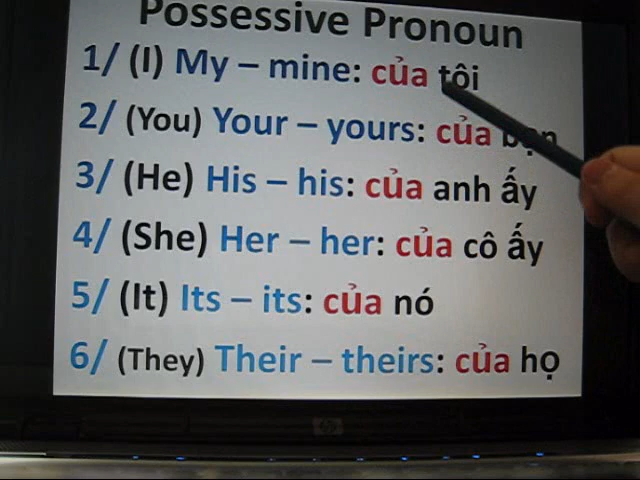 Possessive Pronoun
1/ (I) My – mine: của tôi
2/ (You) Your – yours: của bạn
3/ (He) His – his: của anh ấy
4/ (She) Her – her: của cô ấy
5/ (It) Its – its: của nó
6/ (They) Their – theirs: của họ
hp